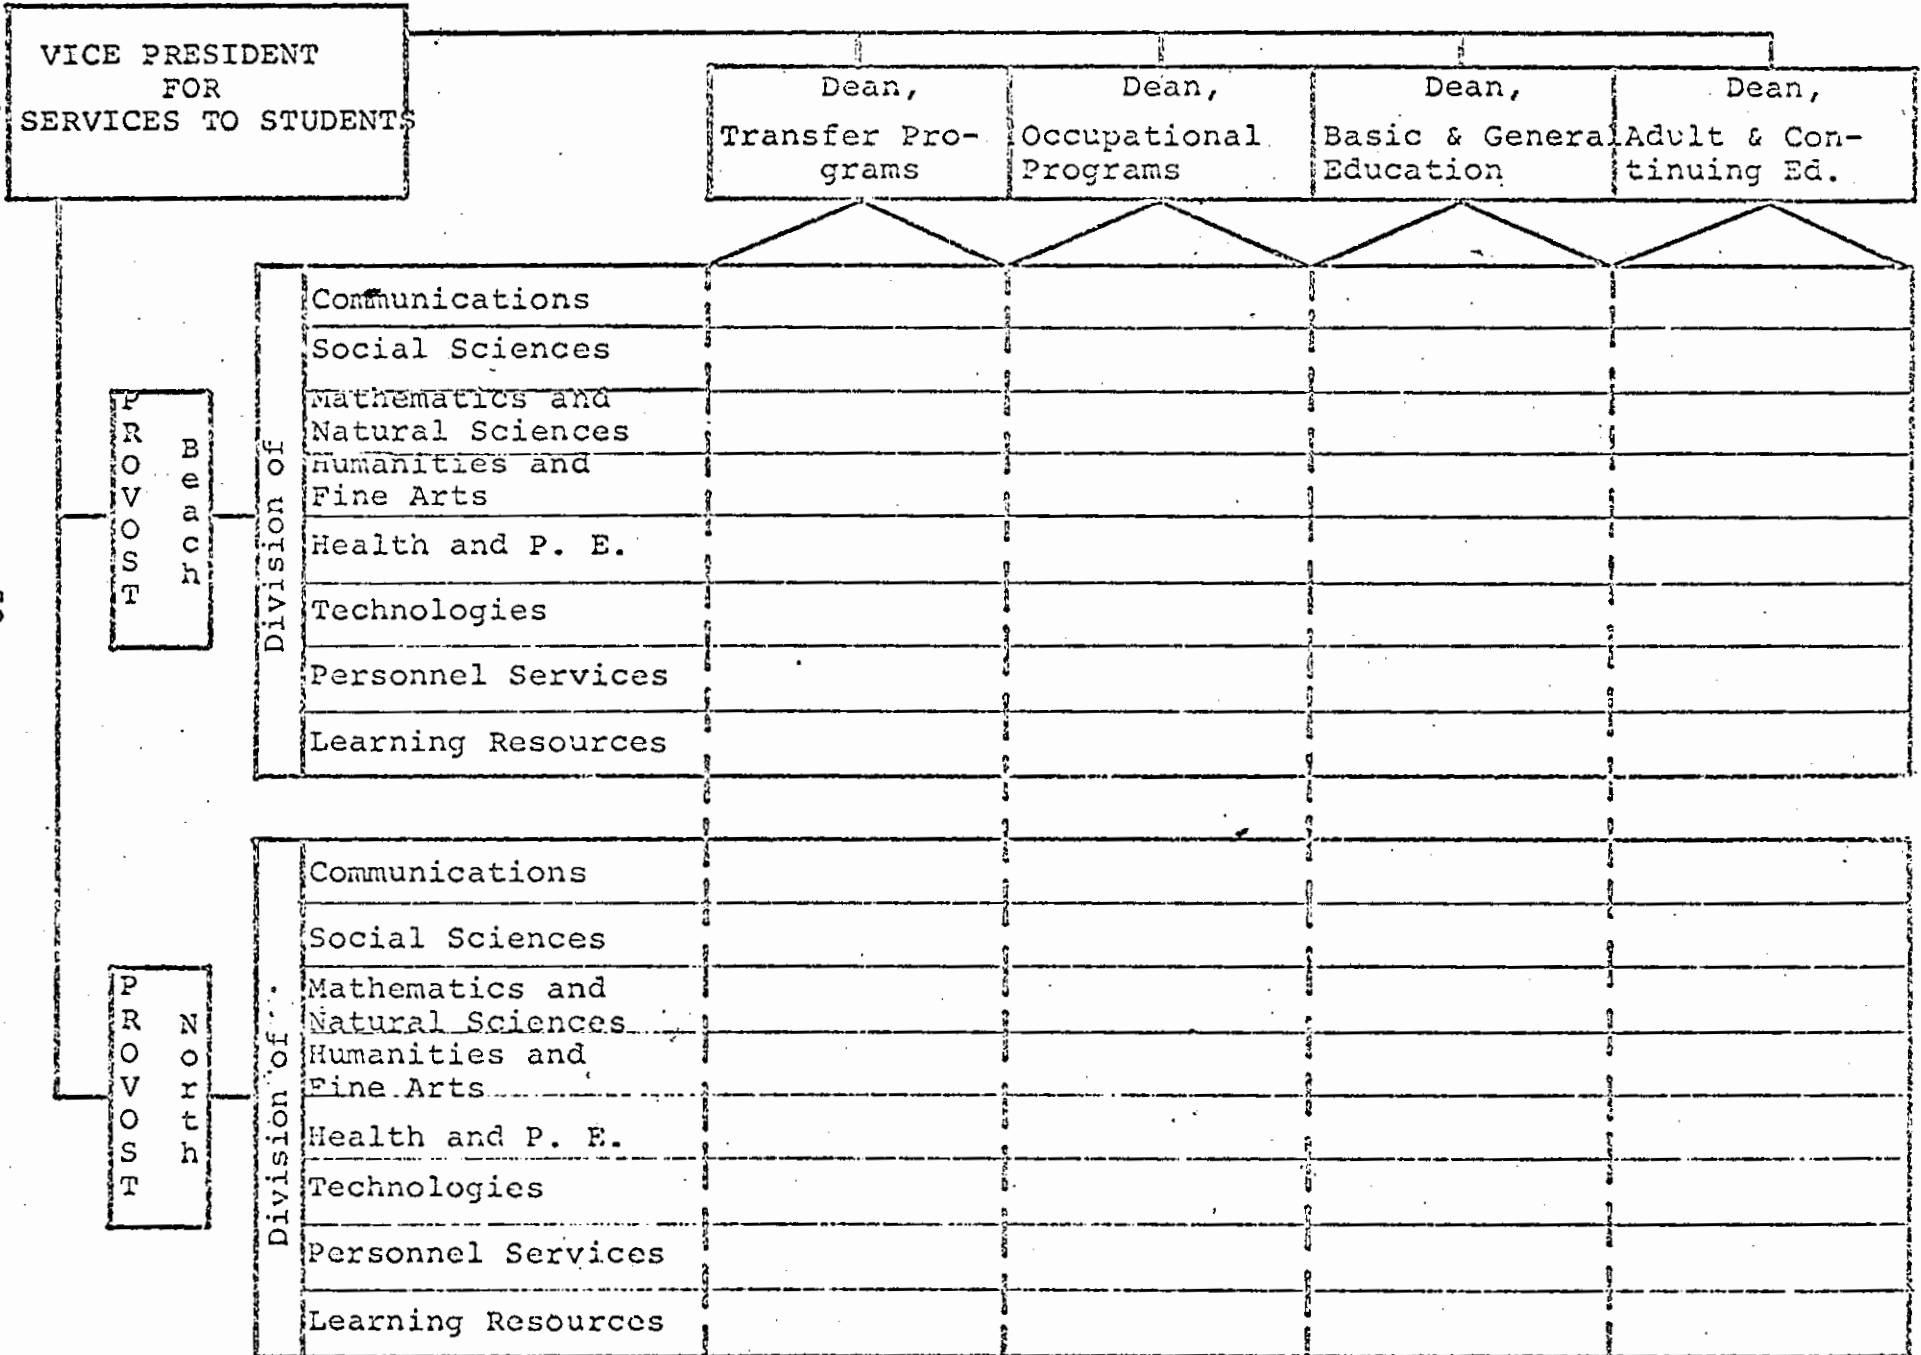 VICE PRESIDENT
FOR
SERVICES TO STUDENTS
Dean,
Transfer Pro-
grams
Dean,
Occupational
Programs
Dean,
Basic & General
Education
Dean,
Adult & Con-
tinuing Ed.
PROVOST
Beach
Division of
Communications
Social Sciences
Mathematics and
Natural Sciences
Humanities and
Fine Arts
Health and P. E.
Technologies
Personnel Services
Learning Resources
PROVOST
North
Division of
Communications
Social Sciences
Mathematics and
Natural Sciences
Humanities and
Fine Arts
Health and P. E.
Technologies
Personnel Services
Learning Resources